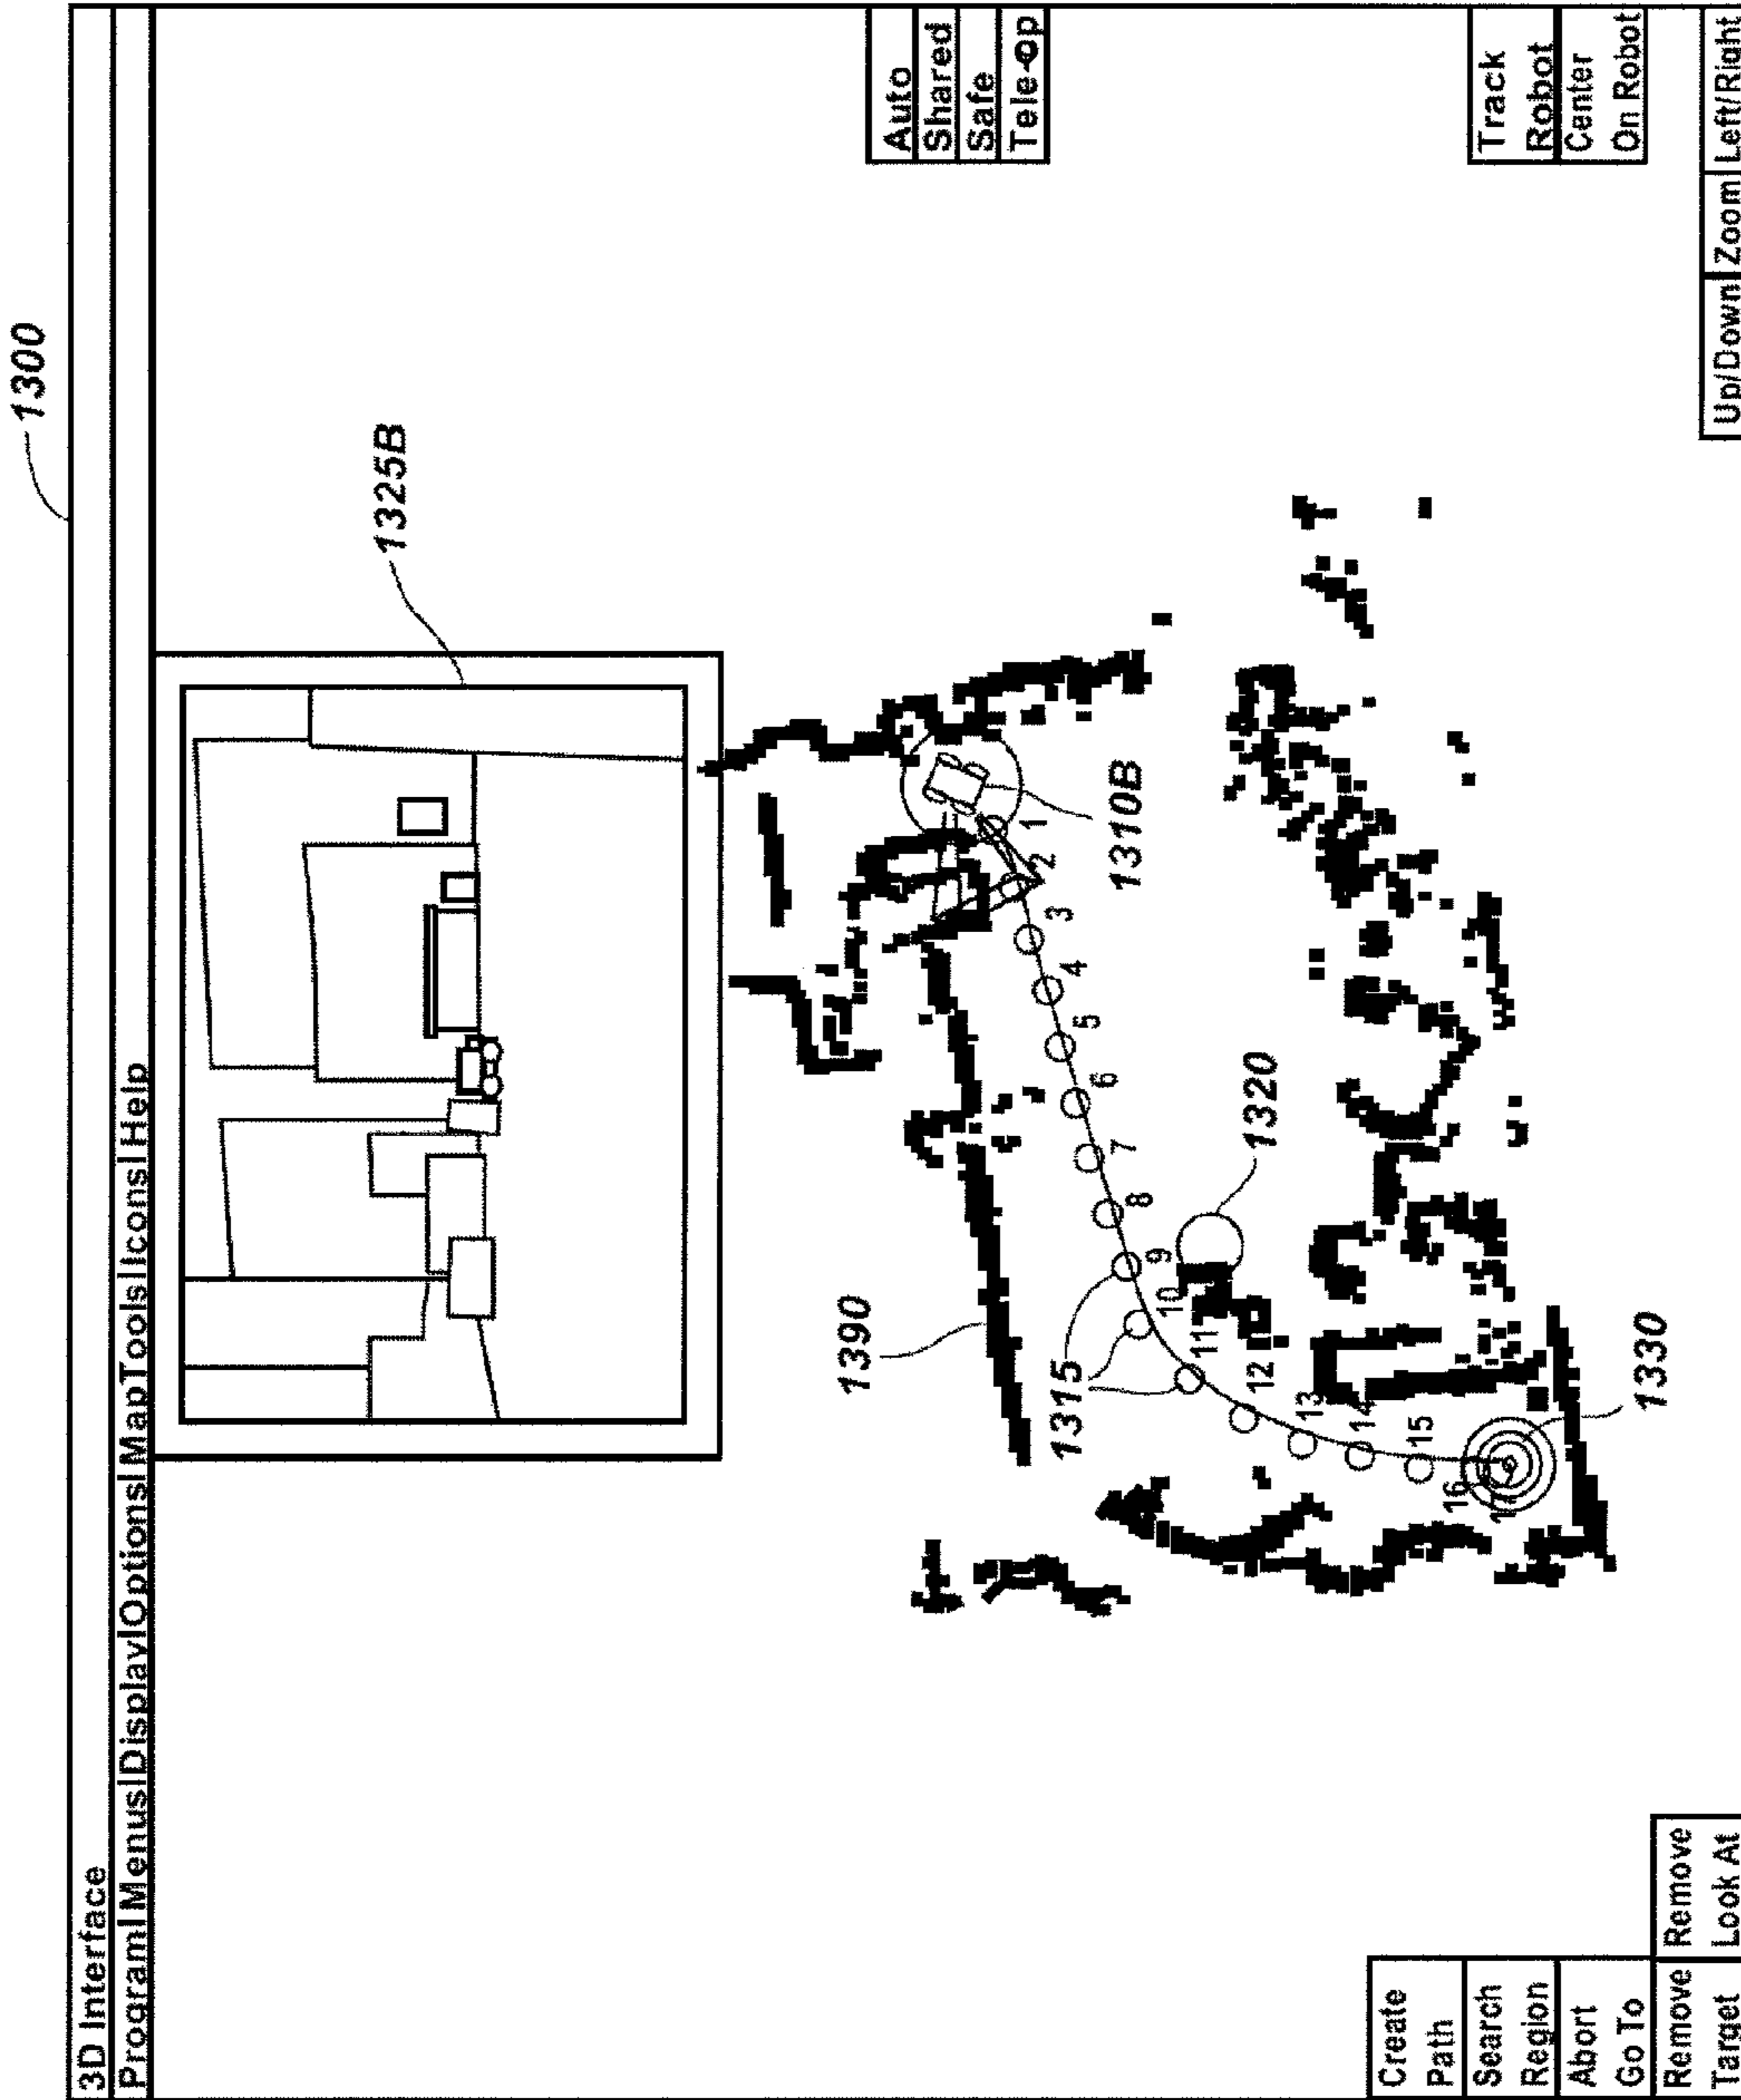 1300
3D Interface
Program|Menus|Display|Options|MapTools|Icons|Help
1325B
Auto
Shared
Safe
Tele-op
1390
1315
1310B
1320
1330
1
2
3
4
5
6
7
8
9
10
11
12
13
14
15
16
17
Track
Robot
Center
On Robot
Create
Path
Search
Region
Abort
Go To
Remove
Target
Remove
Look At
Up/Down|Zoom|Left/Right